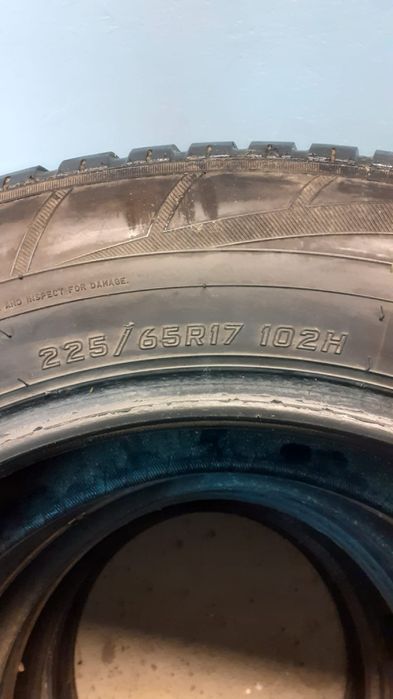 AND INSPECT FOR DAMAGE.
225/65R17 102H